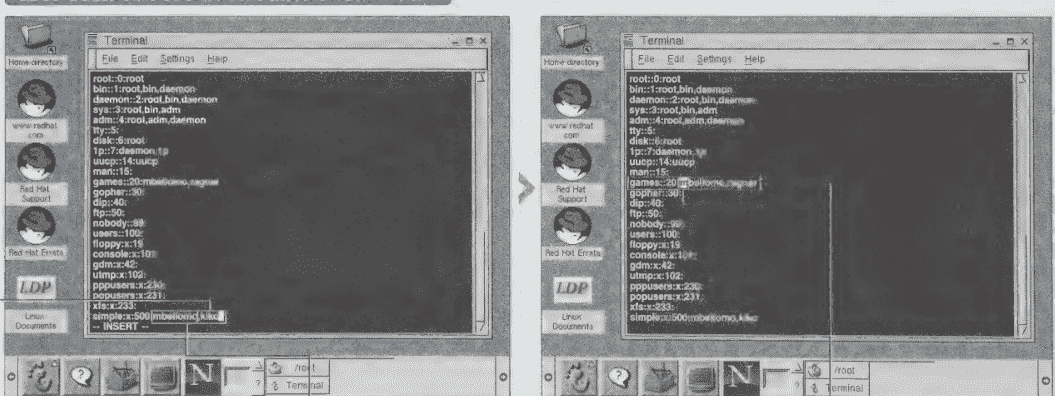 Terminal
File Edit Settings Help
Home directory
www redhat
com
Red Hat
Support
Red Hat Errata
LDP
Linux
Documents
root::0:root
bin::1:root,bin,daemon
daemon::2:root,bin,daemon
sys::3:root,bin,adm
adm::4:root,adm,daemon
tty::5:
disk::6:root
1p::7:daemon,1p
uucp::14:uucp
man::15:
games::20:mbellomo,ragnar
gopher::30:
dip::40:
ftp::50:
nobody::99:
users::100:
floppy:x:19
console:x:101
gdm:x:42:
utmp:x:102:
pppusers:x:230:
popusers:x:231:
xfs:x:233:
simple:x:500:mbellomo,kiko
-- INSERT --
N
?
/root
Terminal
Terminal
File Edit Settings Help
Home directory
www redhat
com
Red Hat
Support
Red Hat Errata
LDP
Linux
Documents
root::0:root
bin::1:root,bin,daemon
daemon::2:root,bin,daemon
sys::3:root,bin,adm
adm::4:root,adm,daemon
tty::5:
disk::6:root
1p::7:daemon,1p
uucp::14:uucp
man::15:
games::20:mbellomo,ragnar
gopher::30:
dip::40:
ftp::50:
nobody::99:
users::100:
floppy:x:19
console:x:101
gdm:x:42:
utmp:x:102:
pppusers:x:230:
popusers:x:231:
xfs:x:233:
simple:x:500:mbellomo,kiko
N
?
/root
Terminal